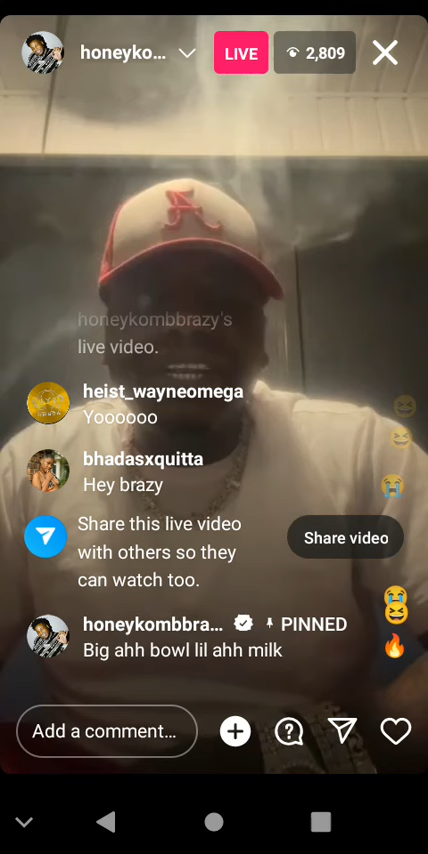 honeyko...
LIVE
2,809
A
honeykombbrazy's
live video.
heist_wayneomega
Yoooooo
bhadasxquitta
Hey brazy
Share this live video
with others so they
can watch too.
Share video
honeykombbra... PINNED
Big ahh bowl lil ahh milk
Add a comment...